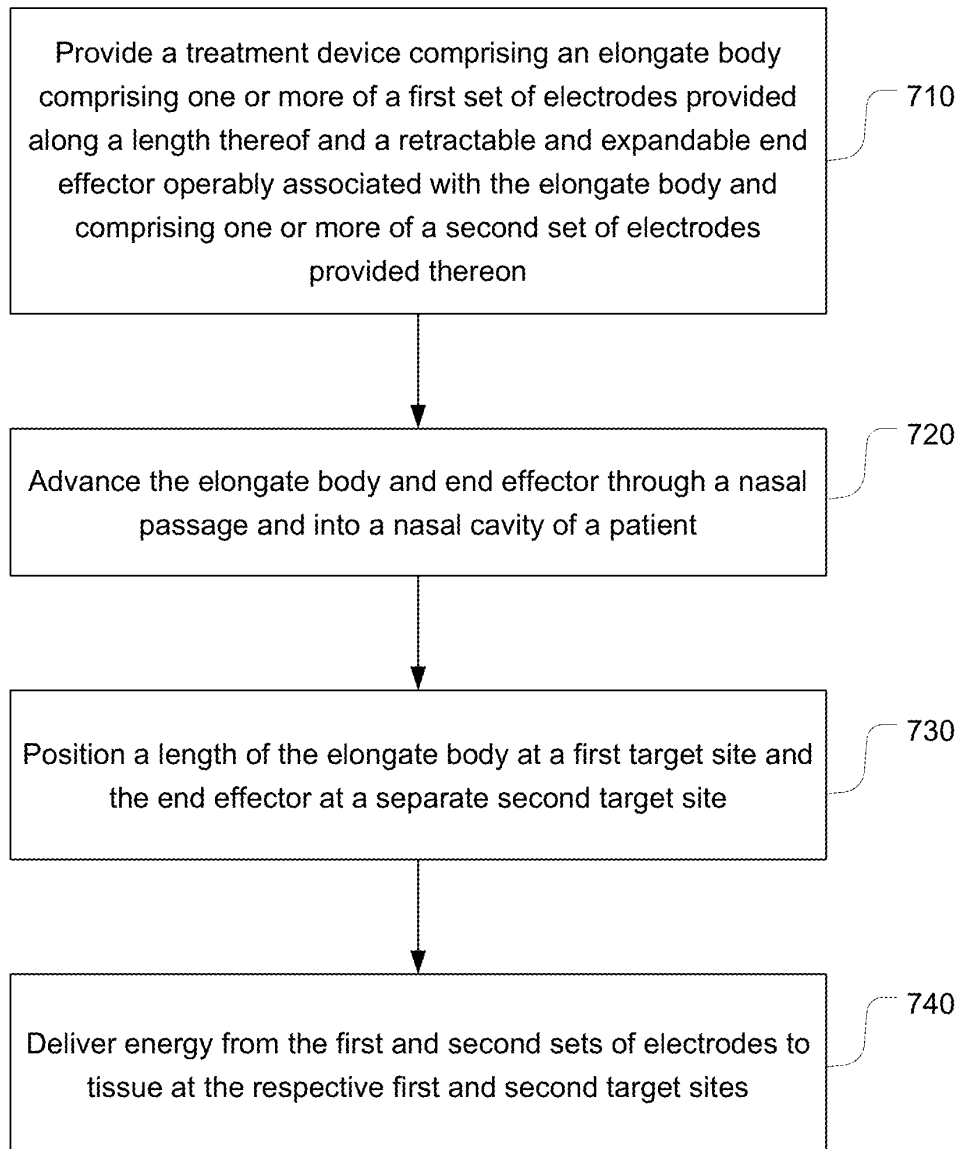 Provide a treatment device comprising an elongate body
comprising one or more of a first set of electrodes provided
along a length thereof and a retractable and expandable end
effector operably associated with the elongate body and
comprising one or more of a second set of electrodes
provided thereon
710
Advance the elongate body and end effector through a nasal
passage and into a nasal cavity of a patient
720
Position a length of the elongate body at a first target site and
the end effector at a separate second target site
730
Deliver energy from the first and second sets of electrodes to
tissue at the respective first and second target sites
740